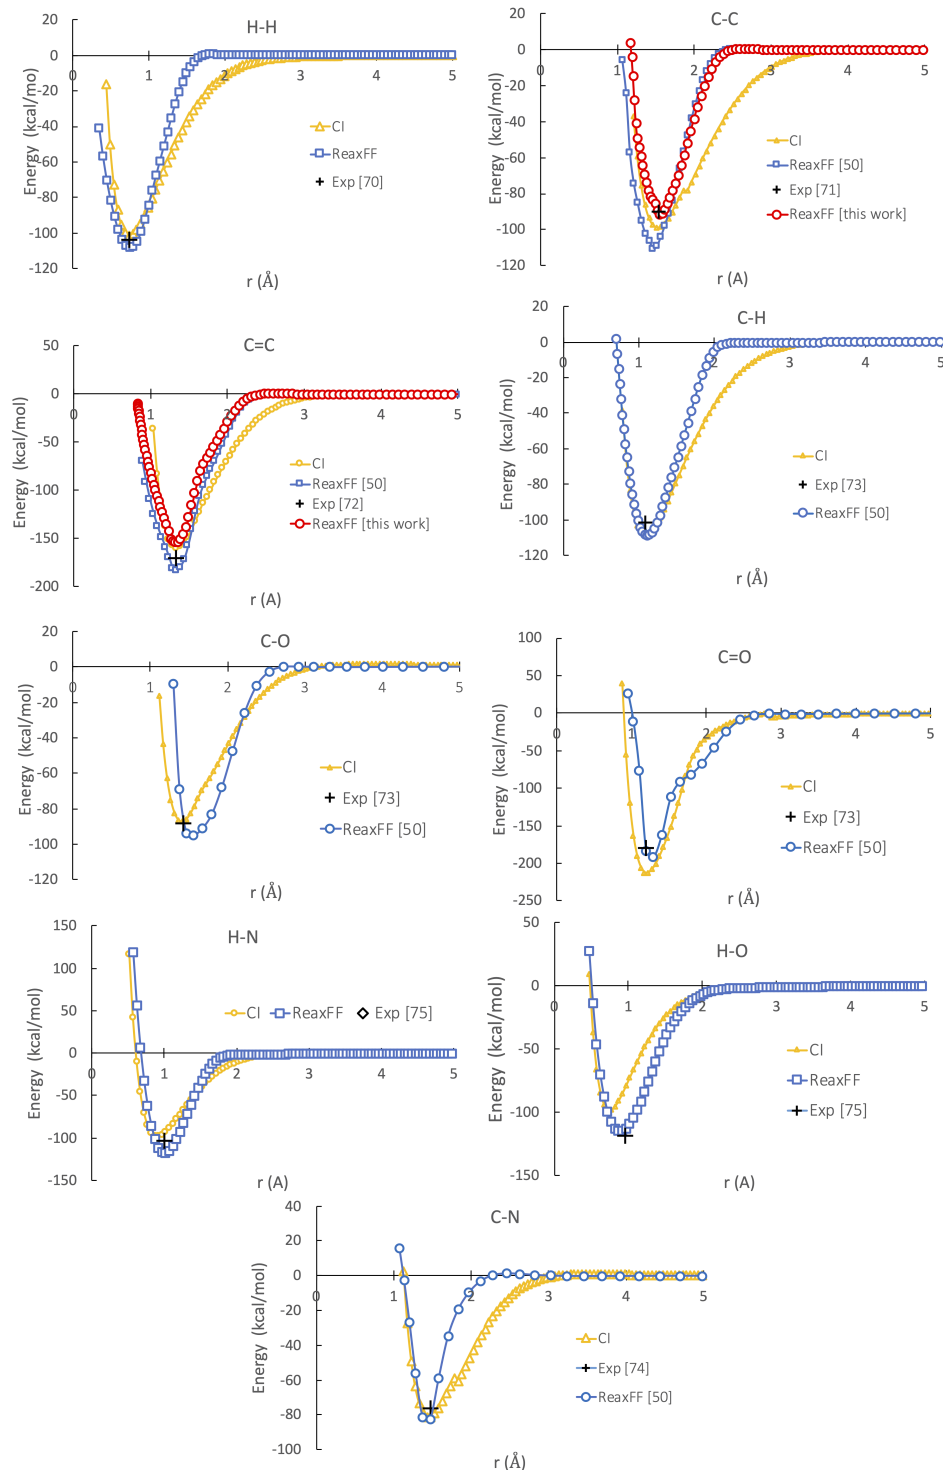 H-H
20
0
-20
-40
-60
-80
-100
-120
0 1 2 3 4 5
Energy (kcal/mol)
r (Å)
CI
ReaxFF
Exp [70]
C-C
20
0
-20
-40
-60
-80
-100
-120
0 1 2 3 4 5
Energy (kcal/mol)
r (A)
CI
ReaxFF [50]
Exp [71]
ReaxFF [this work]
C=C
50
0
-50
-100
-150
-200
0 1 2 3 4 5
Energy (kcal/mol)
r (A)
CI
ReaxFF [50]
Exp [72]
ReaxFF [this work]
C-H
20
0
-20
-40
-60
-80
-100
-120
0 1 2 3 4 5
Energy (kcal/mol)
r (Å)
CI
Exp [73]
ReaxFF [50]
C-O
20
0
-20
-40
-60
-80
-100
-120
0 1 2 3 4 5
Energy (kcal/mol)
r (Å)
CI
Exp [73]
ReaxFF [50]
C=O
100
50
0
-50
-100
-150
-200
-250
0 1 2 3 4 5
Energy (kcal/mol)
r (Å)
CI
Exp [73]
ReaxFF [50]
H-N
150
100
50
0
-50
-100
-150
0 1 2 3 4 5
Energy (kcal/mol)
r (A)
CI ReaxFF Exp [75]
H-O
50
0
-50
-100
-150
0 1 2 3 4 5
Energy (kcal/mol)
r (A)
CI
ReaxFF
Exp [75]
C-N
40
20
0
-20
-40
-60
-80
-100
0 1 2 3 4 5
Energy (kcal/mol)
r (Å)
CI
Exp [74]
ReaxFF [50]